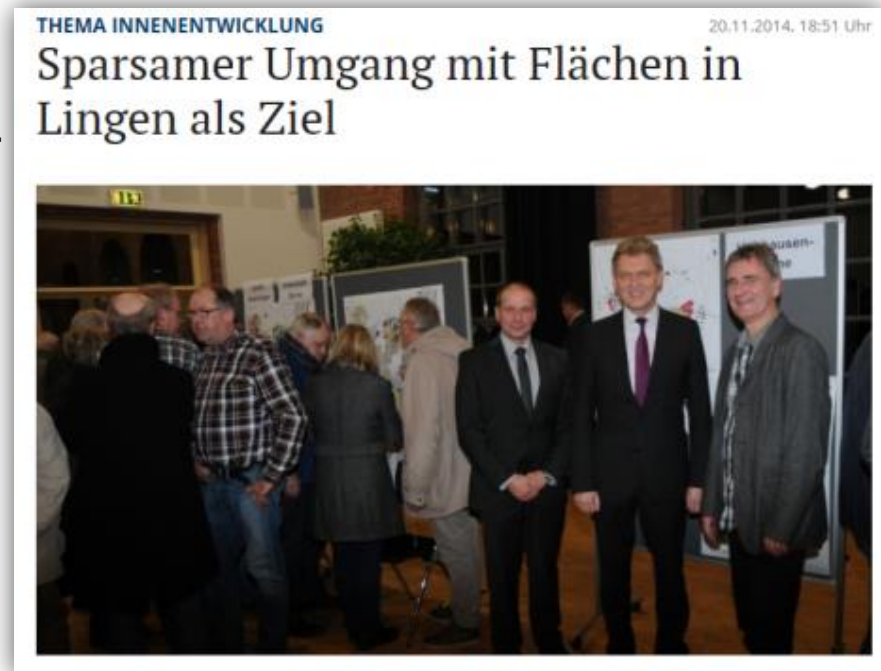 THEMA INNENENTWICKLUNG
20.11.2014, 18:51 Uhr
Sparsamer Umgang mit Flächen in
Lingen als Ziel